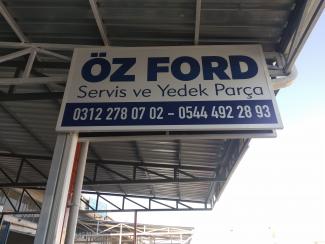 ÖZ FORD
Servis ve Yedek Parça
0312 278 07 02 – 0544 492 28 93